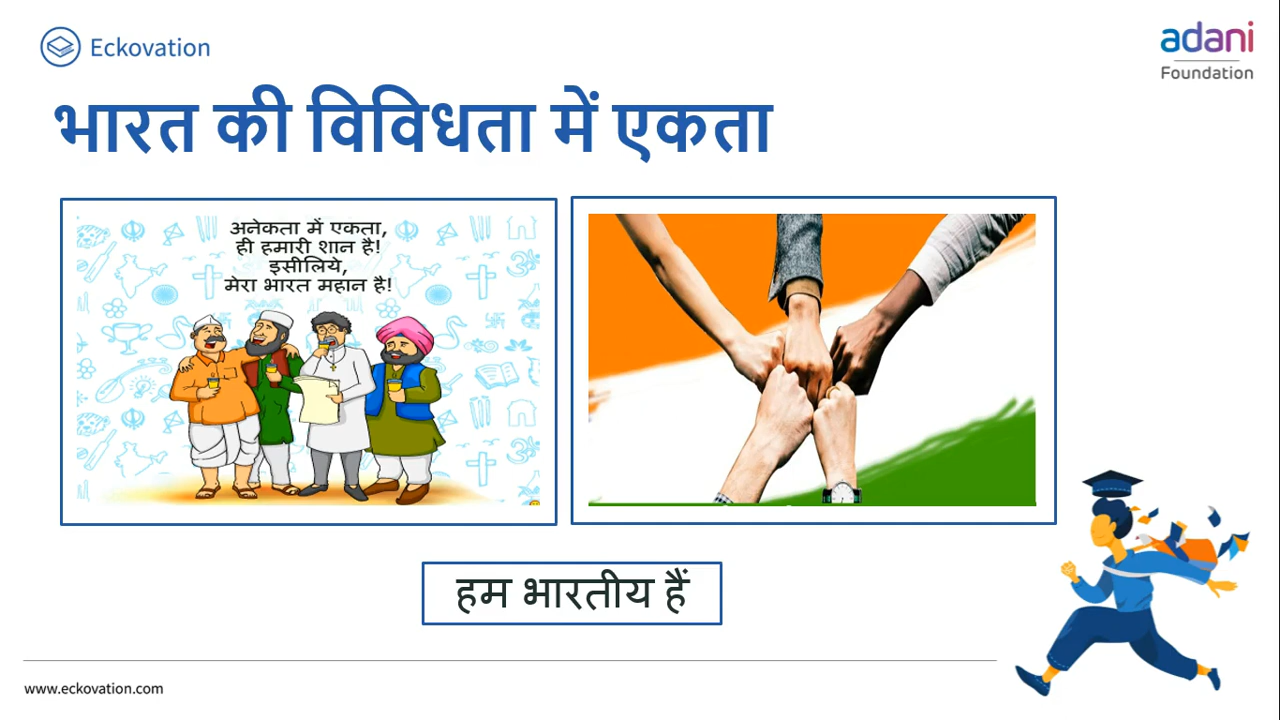 Eckovation
adani
Foundation
भारत की विविधता में एकता
अनेकता में एकता,
ही हमारी शान है!
इसीलिये,
मेरा भारत महान है!
हम भारतीय हैं
www.eckovation.com